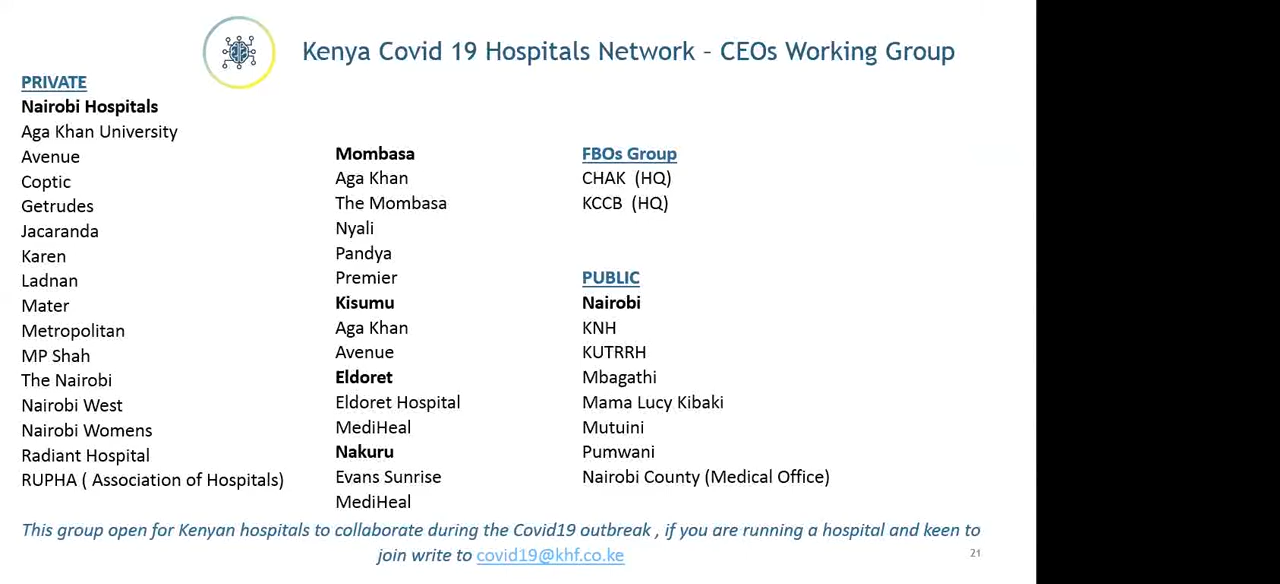 Kenya Covid 19 Hospitals Network – CEOs Working Group
PRIVATE
Nairobi Hospitals
Aga Khan University
Avenue
Coptic
Getrudes
Jacaranda
Karen
Ladnan
Mater
Metropolitan
MP Shah
The Nairobi
Nairobi West
Nairobi Womens
Radiant Hospital
RUPHA ( Association of Hospitals)
Mombasa
Aga Khan
The Mombasa
Nyali
Pandya
Premier
Kisumu
Aga Khan
Avenue
Eldoret
Eldoret Hospital
MediHeal
Nakuru
Evans Sunrise
MediHeal
FBOs Group
CHAK (HQ)
KCCB (HQ)
PUBLIC
Nairobi
KNH
KUTRRH
Mbagathi
Mama Lucy Kibaki
Mutuini
Pumwani
Nairobi County (Medical Office)
This group open for Kenyan hospitals to collaborate during the Covid19 outbreak , if you are running a hospital and keen to
join write to covid19@khf.co.ke
21